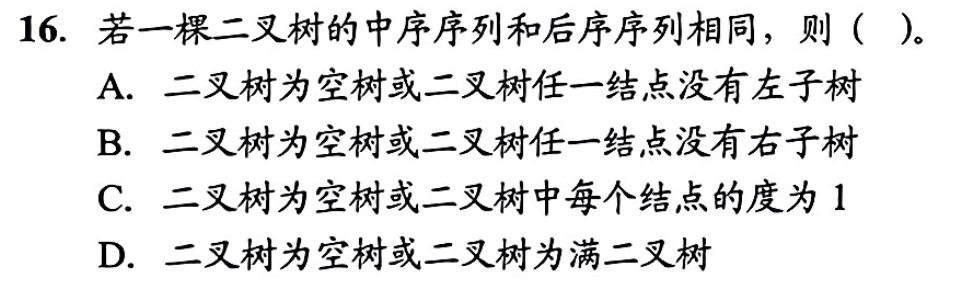 16. 若一棵二叉树的中序序列和后序序列相同，则（ ）。
A. 二叉树为空树或二叉树任一结点没有左子树
B. 二叉树为空树或二叉树任一结点没有右子树
C. 二叉树为空树或二叉树中每个结点的度为 1
D. 二叉树为空树或二叉树为满二叉树